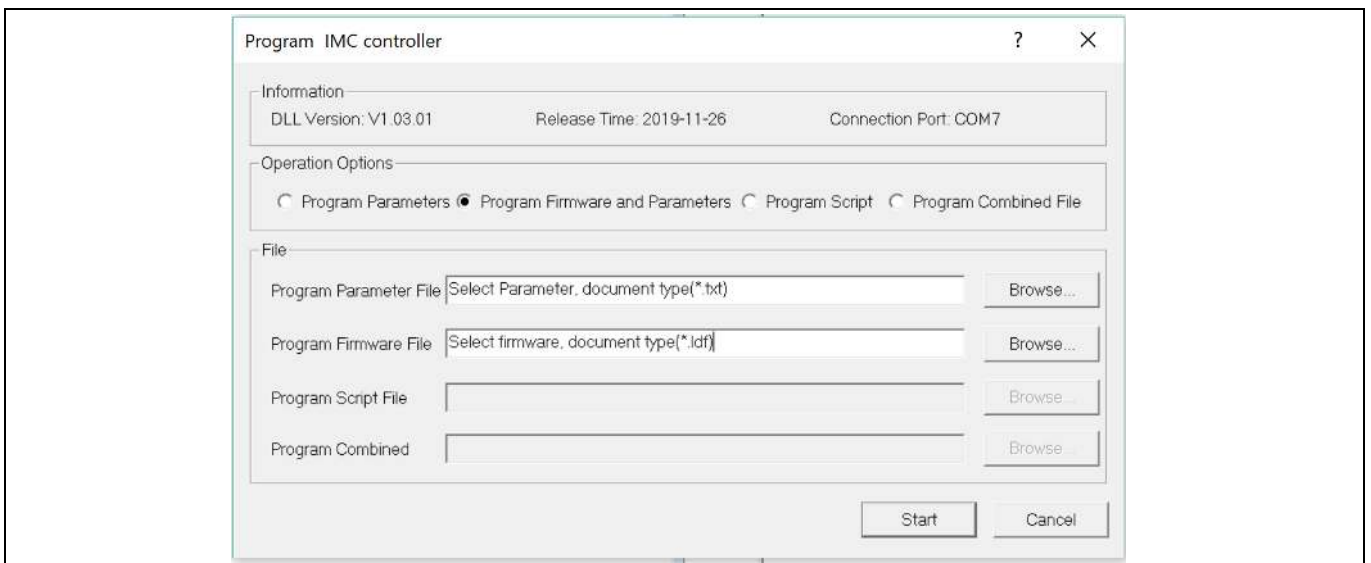 Program IMC controller ? ×
Information
DLL Version: V1.03.01 Release Time: 2019-11-26 Connection Port: COM7
Operation Options
Program Parameters Program Firmware and Parameters Program Script Program Combined File
File
Program Parameter File Select Parameter, document type(*.txt) Browse...
Program Firmware File Select firmware, document type(*.ldf) Browse...
Program Script File Browse...
Program Combined Browse...
Start Cancel